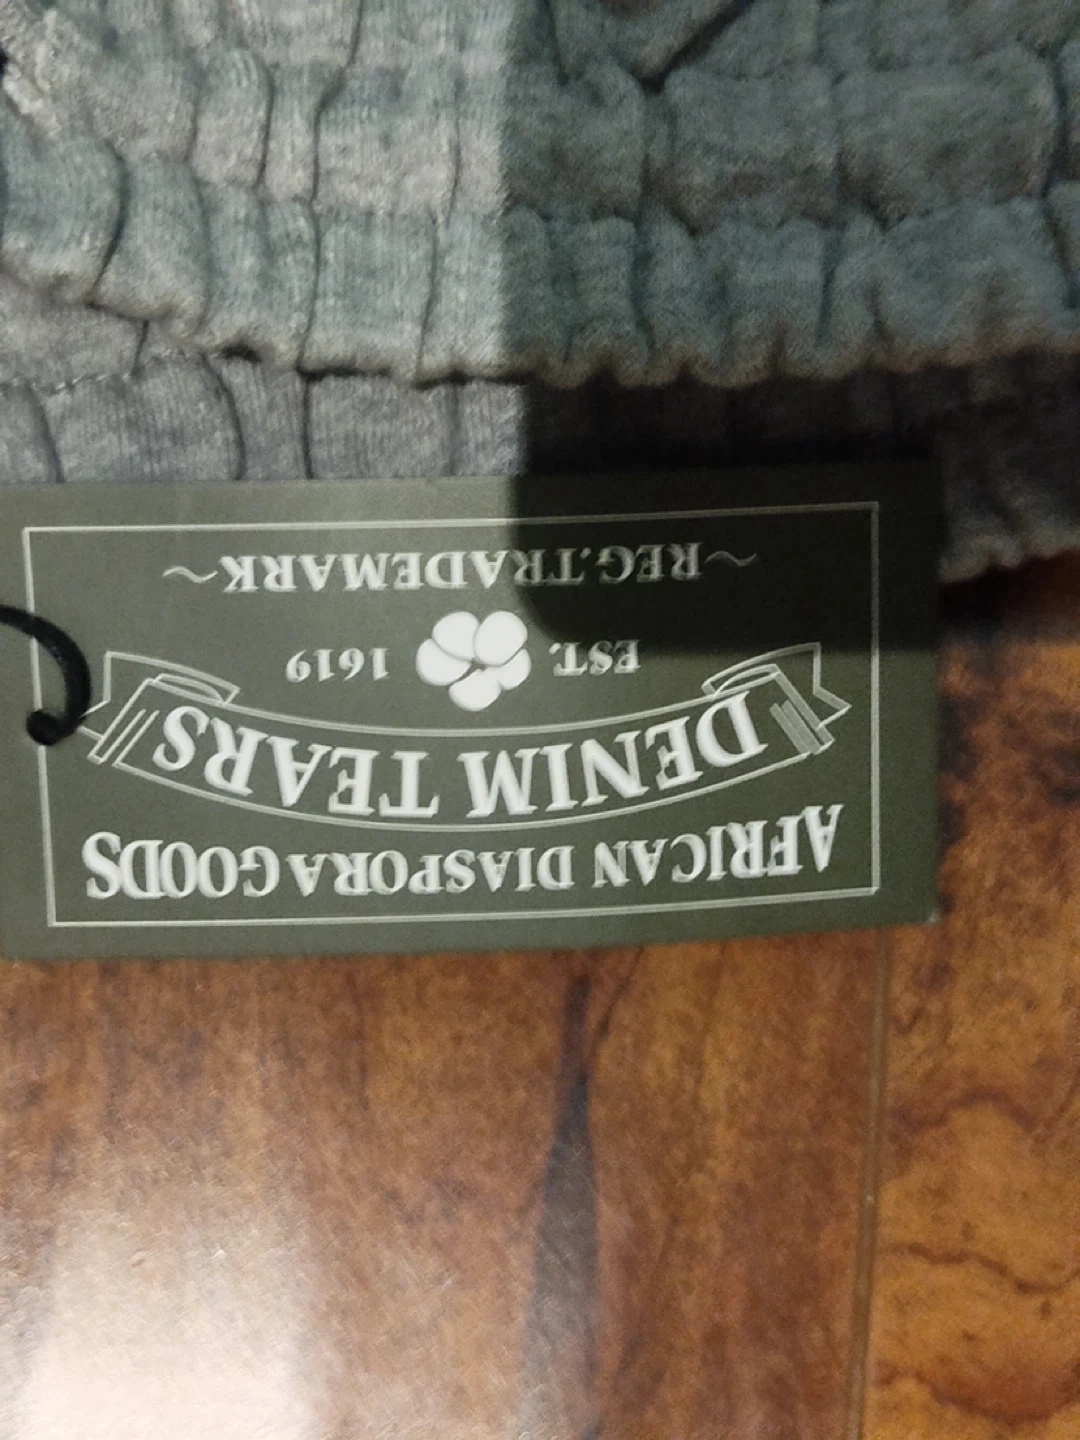 AFRICAN DIASPORA GOODS
DENIM TEARS
EST. 1619
~REG.TRADEMARK~